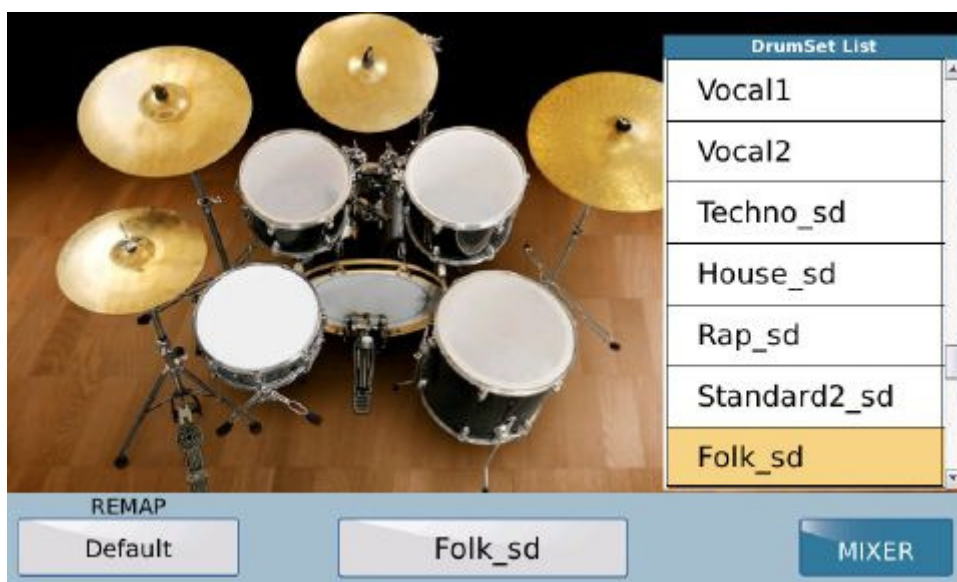 DrumSet List
Vocal1
Vocal2
Techno_sd
House_sd
Rap_sd
Standard2_sd
Folk_sd
REMAP
Default
Folk_sd
MIXER